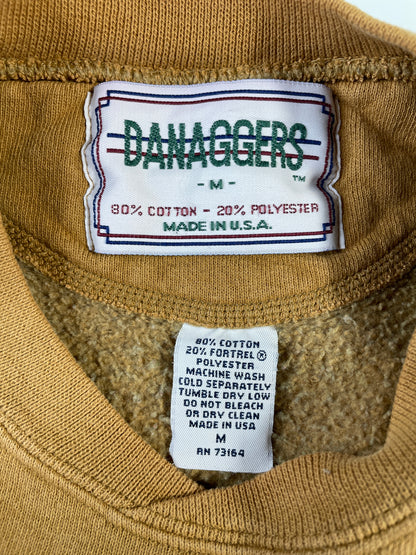 DANAGGERS
TM
- M -
80% COTTON - 20% POLYESTER
MADE IN U.S.A.
80% COTTON
20% FORTREL ®
POLYESTER
MACHINE WASH
COLD SEPARATELY
TUMBLE DRY LOW
DO NOT BLEACH
OR DRY CLEAN
MADE IN USA
M
RN 73164